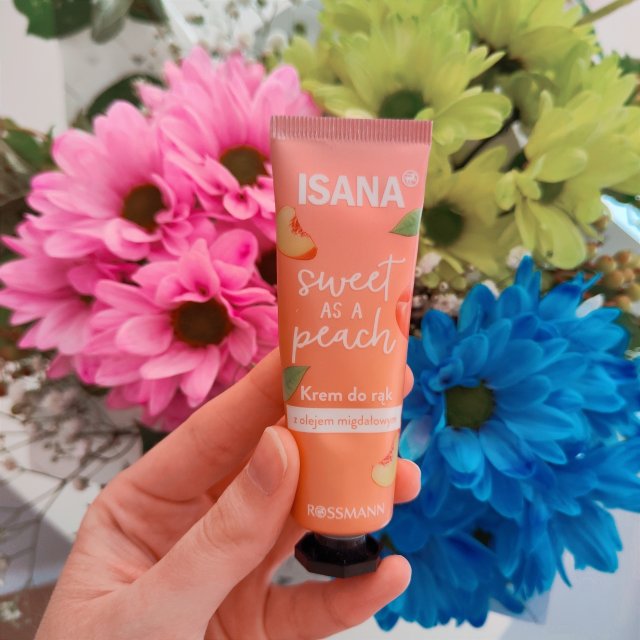 ISANA
sweet
AS A
peach
Krem do rąk
z olejem migdałowym
ROSSMANN